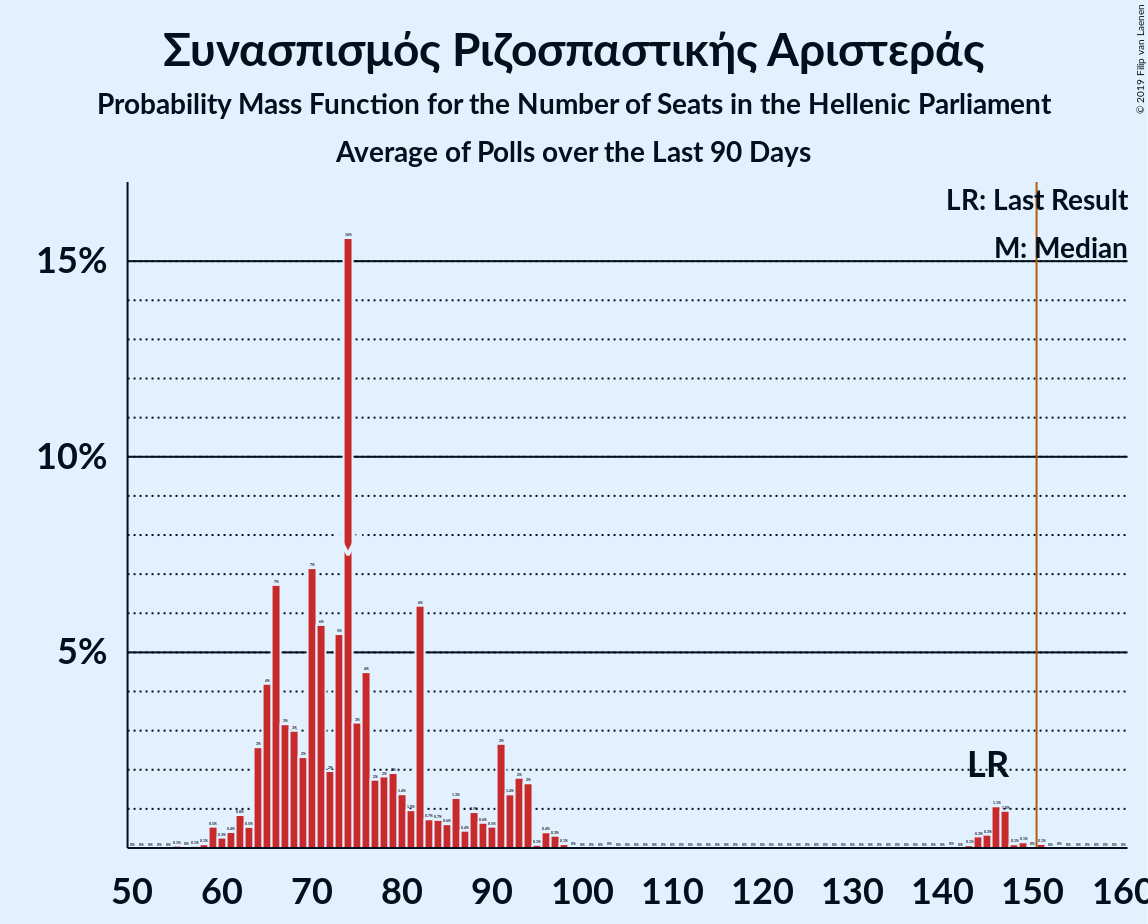 Συνασπισμός Ριζοσπαστικής Αριστεράς
Probability Mass Function for the Number of Seats in the Hellenic Parliament
Average of Polls over the Last 90 Days
© 2019 Filip van Laenen
LR: Last Result
M: Median
15%
10%
5%
LR
50 60 70 80 90 100 110 120 130 140 150 160